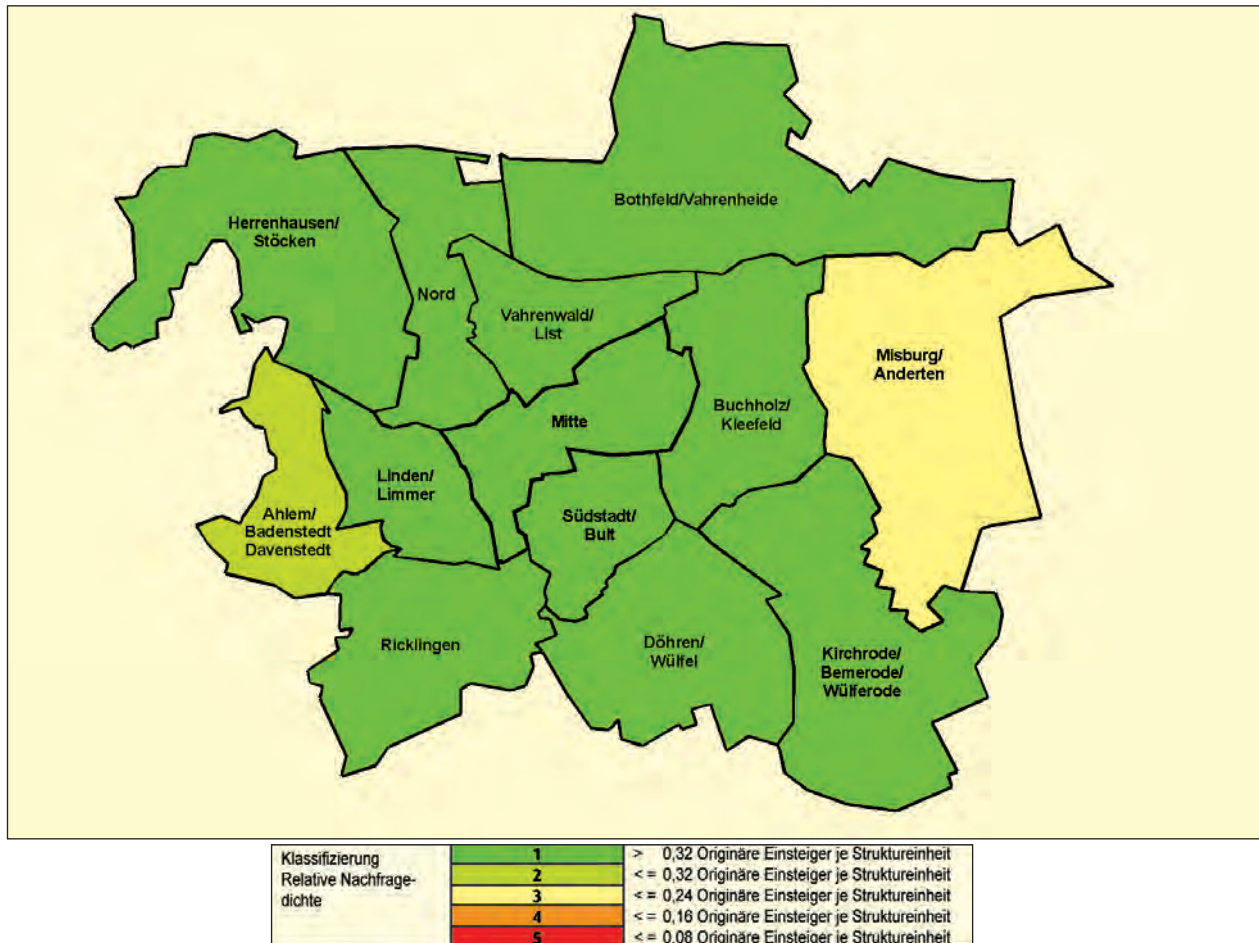 Bothfeld/Vahrenheide
Herrenhausen/
Stöcken
Nord
Vahrenwald/
List
Misburg/
Anderten
Buchholz/
Kleefeld
Mitte
Linden/
Limmer
Ahlem/
Badenstedt
Davenstedt
Südstadt/
Bult
Ricklingen
Döhren/
Wülfel
Kirchrode/
Bemerode/
Wülferode
Klassifizierung
Relative Nachfrage-
dichte
1 > 0,32 Originäre Einsteiger je Struktureinheit
2 <= 0,32 Originäre Einsteiger je Struktureinheit
3 <= 0,24 Originäre Einsteiger je Struktureinheit
4 <= 0,16 Originäre Einsteiger je Struktureinheit
5 <= 0,08 Originäre Einsteiger je Struktureinheit